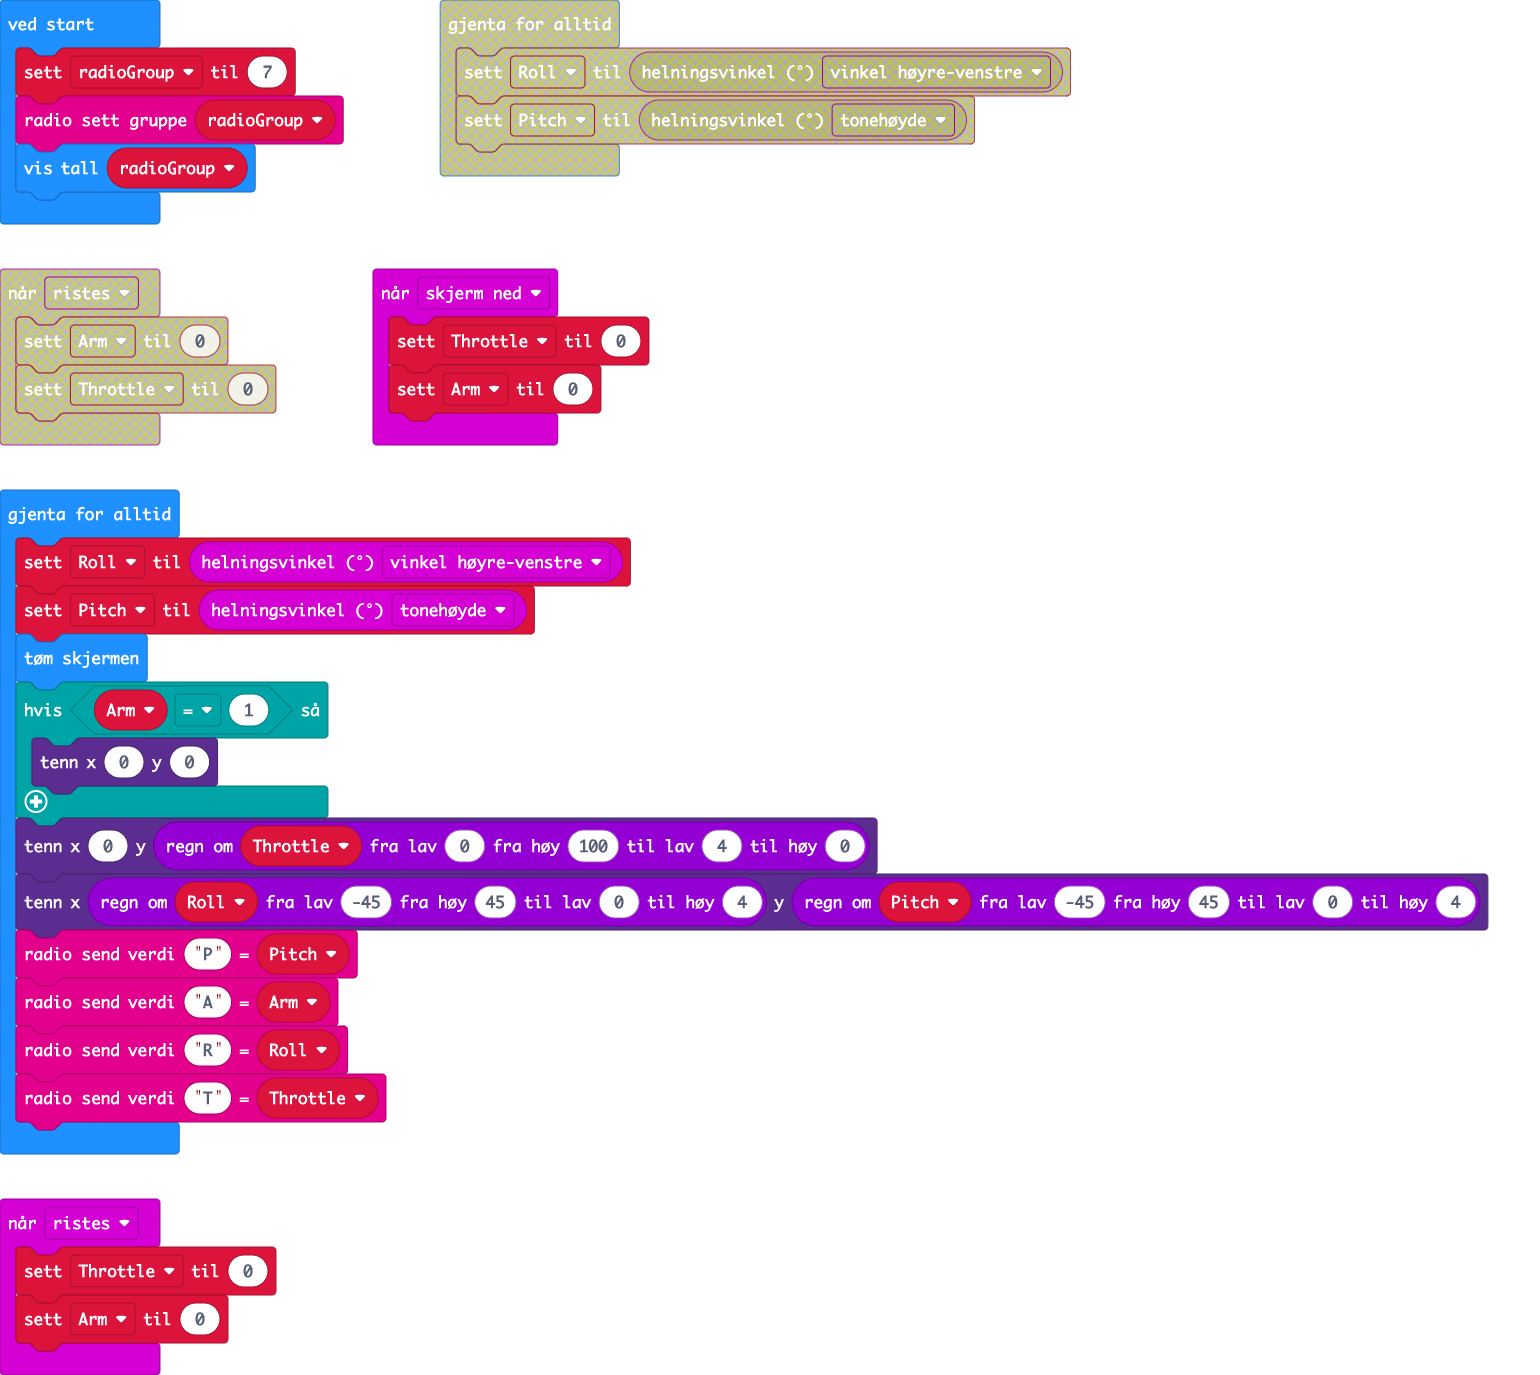 ved start
sett radioGroup til 7
radio sett gruppe radioGroup
vis tall radioGroup
gjenta for alltid
sett Roll til helningsvinkel (°) vinkel høyre-venstre
sett Pitch til helningsvinkel (°) tonehøyde
når ristes
sett Arm til 0
sett Throttle til 0
når skjerm ned
sett Throttle til 0
sett Arm til 0
gjenta for alltid
sett Roll til helningsvinkel (°) vinkel høyre-venstre
sett Pitch til helningsvinkel (°) tonehøyde
tøm skjermen
hvis Arm = 1 så
tenn x 0 y 0
tenn x 0 y regn om Throttle fra lav 0 fra høy 100 til lav 4 til høy 0
tenn x regn om Roll fra lav -45 fra høy 45 til lav 0 til høy 4 y regn om Pitch fra lav -45 fra høy 45 til lav 0 til høy 4
radio send verdi "P" = Pitch
radio send verdi "A" = Arm
radio send verdi "R" = Roll
radio send verdi "T" = Throttle
når ristes
sett Throttle til 0
sett Arm til 0